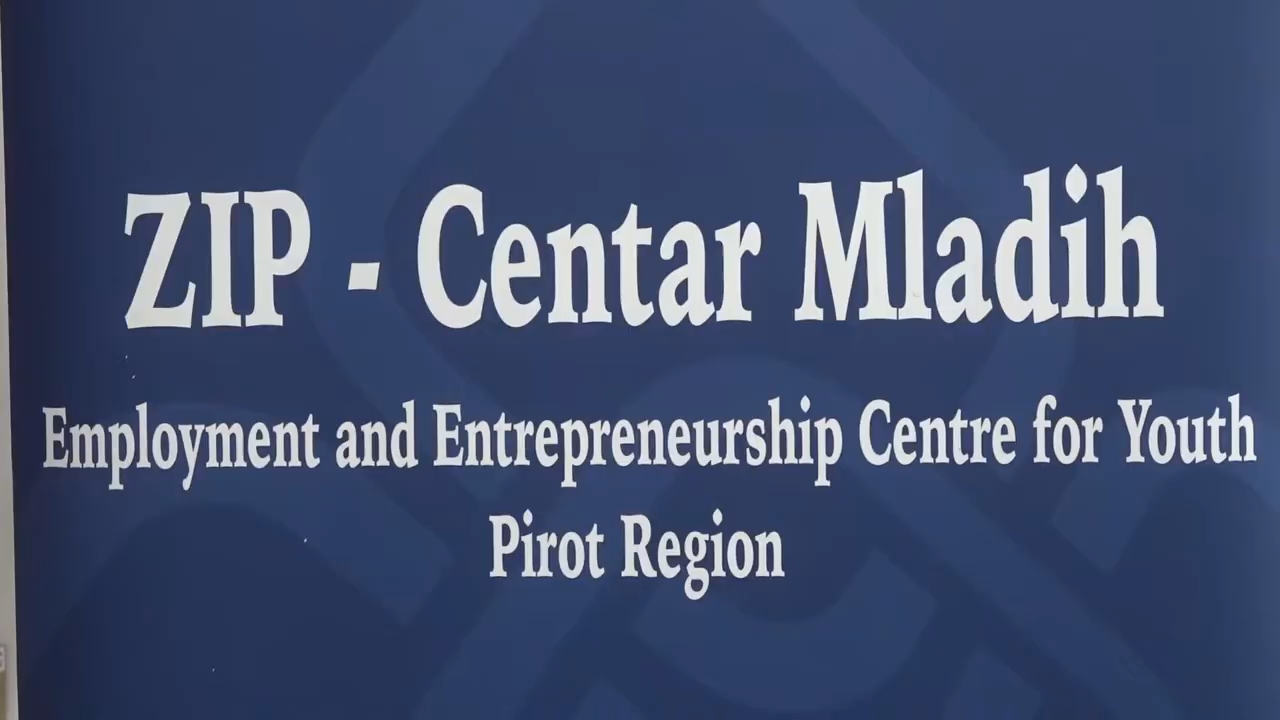 ZIP - Centar Mladih
Employment and Entrepreneurship Centre for Youth
Pirot Region